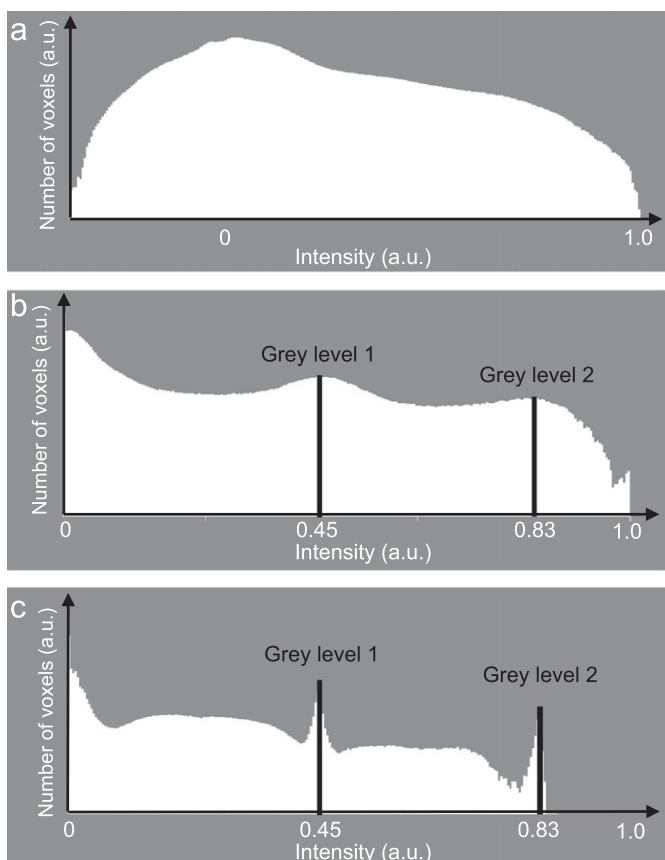 a
Number of voxels (a.u.)
0
1.0
Intensity (a.u.)
b
Number of voxels (a.u.)
Grey level 1
Grey level 2
0
0.45
0.83
1.0
Intensity (a.u.)
c
Number of voxels (a.u.)
Grey level 1
Grey level 2
0
0.45
0.83
1.0
Intensity (a.u.)